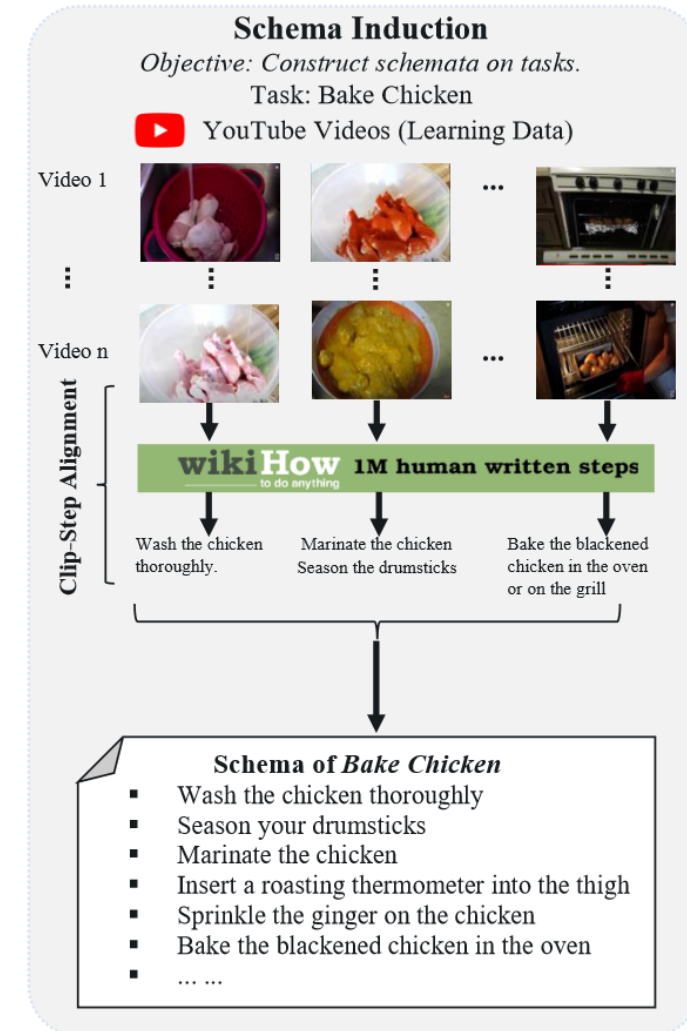 Schema Induction
Objective: Construct schemata on tasks.
Task: Bake Chicken
YouTube Videos (Learning Data)
Video 1
...
...
Video n
...
Clip-Step Alignment
wikiHow
to do anything
1M human written steps
Wash the chicken
thoroughly.
Marinate the chicken
Season the drumsticks
Bake the blackened
chicken in the oven
or on the grill
Schema of Bake Chicken
▪ Wash the chicken thoroughly
▪ Season your drumsticks
▪ Marinate the chicken
▪ Insert a roasting thermometer into the thigh
▪ Sprinkle the ginger on the chicken
▪ Bake the blackened chicken in the oven
▪ ... ...